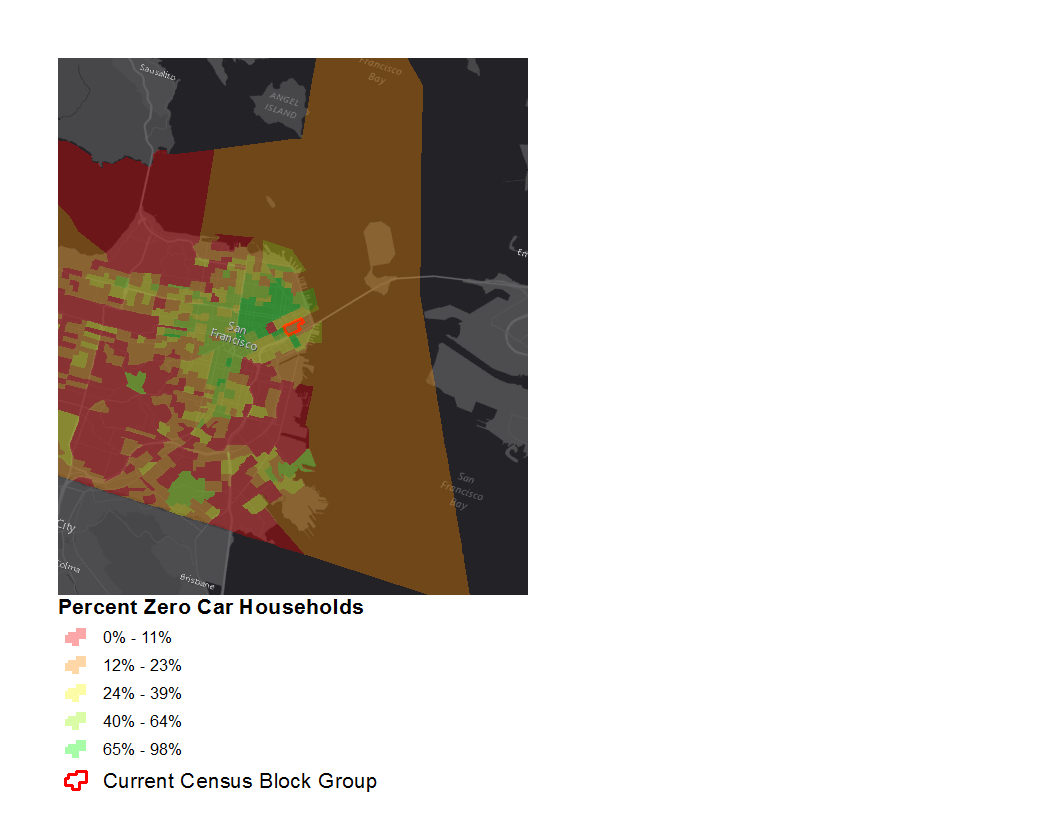 Sausalito
Francisco
Bay
ANGEL
ISLAND
Em
San
Francisco
San
Francisco
Bay
City
Colma
Brisbane
Percent Zero Car Households
0% - 11%
12% - 23%
24% - 39%
40% - 64%
65% - 98%
Current Census Block Group